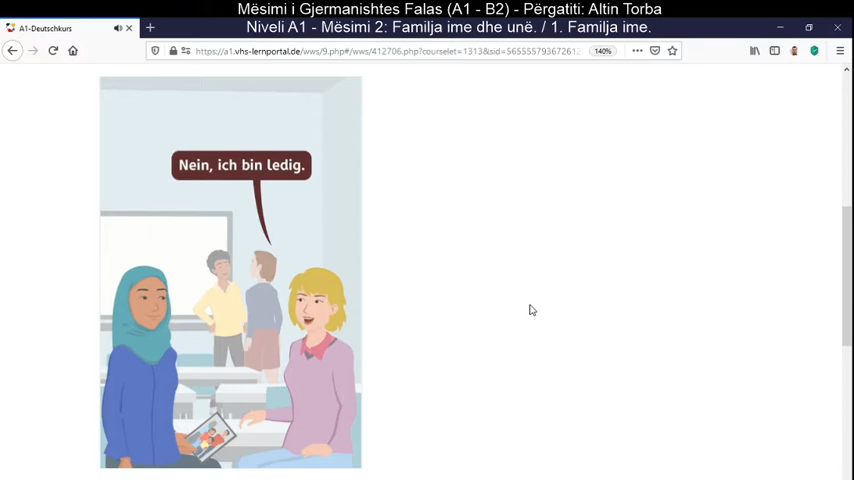 Mësimi i Gjermanishtes Falas (A1 - B2) - Përgatiti: Altin Torba
Niveli A1 - Mësimi 2: Familja ime dhe unë. / 1. Familja ime.
A1-Deutschkurs
https://a1.vhs-lernportal.de/wws/9.php#/wws/412706.php?courselet=1313&sid=56555579367261
140%
Nein, ich bin ledig.